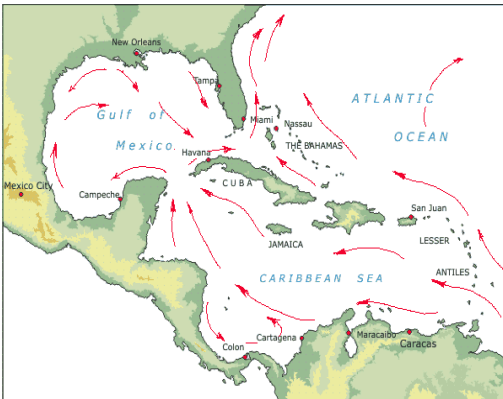 New Orleans
Tampa
Gulf of
Mexico.
ATLANTIC
OCEAN
Miami
Nassau
THE BAHAMAS
Havana
CUBA
Mexico City
Campeche
San Juan
LESSER
JAMAICA
ANTILES
CARIBBEAN SEA
Colon
Cartagena
Maracaibo
Caracas